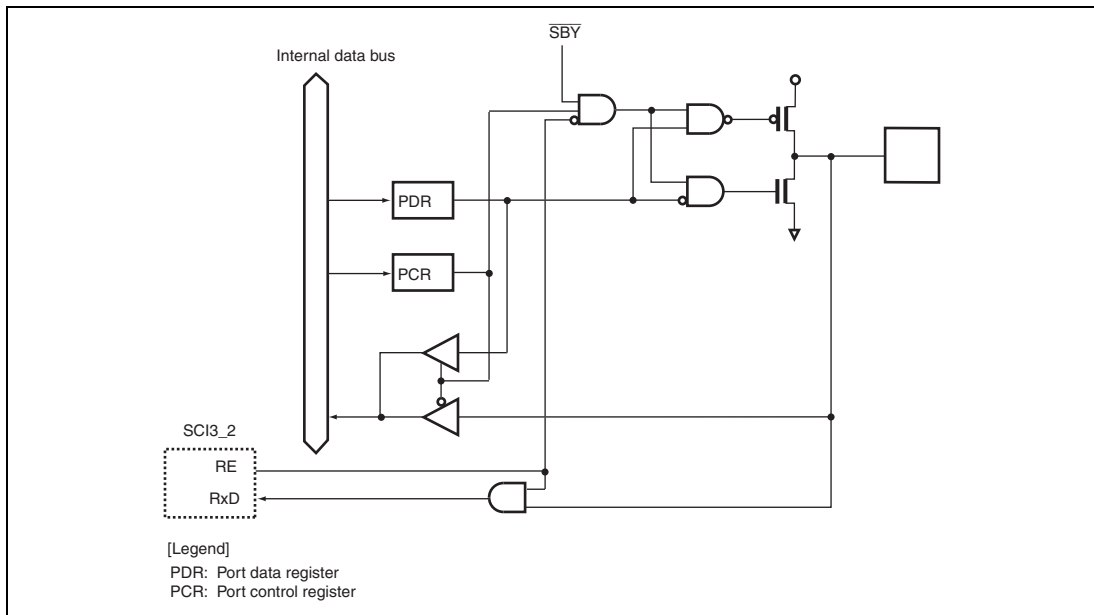 SBY
Internal data bus
PDR
PCR
SCI3_2
RE
RxD
[Legend]
PDR: Port data register
PCR: Port control register